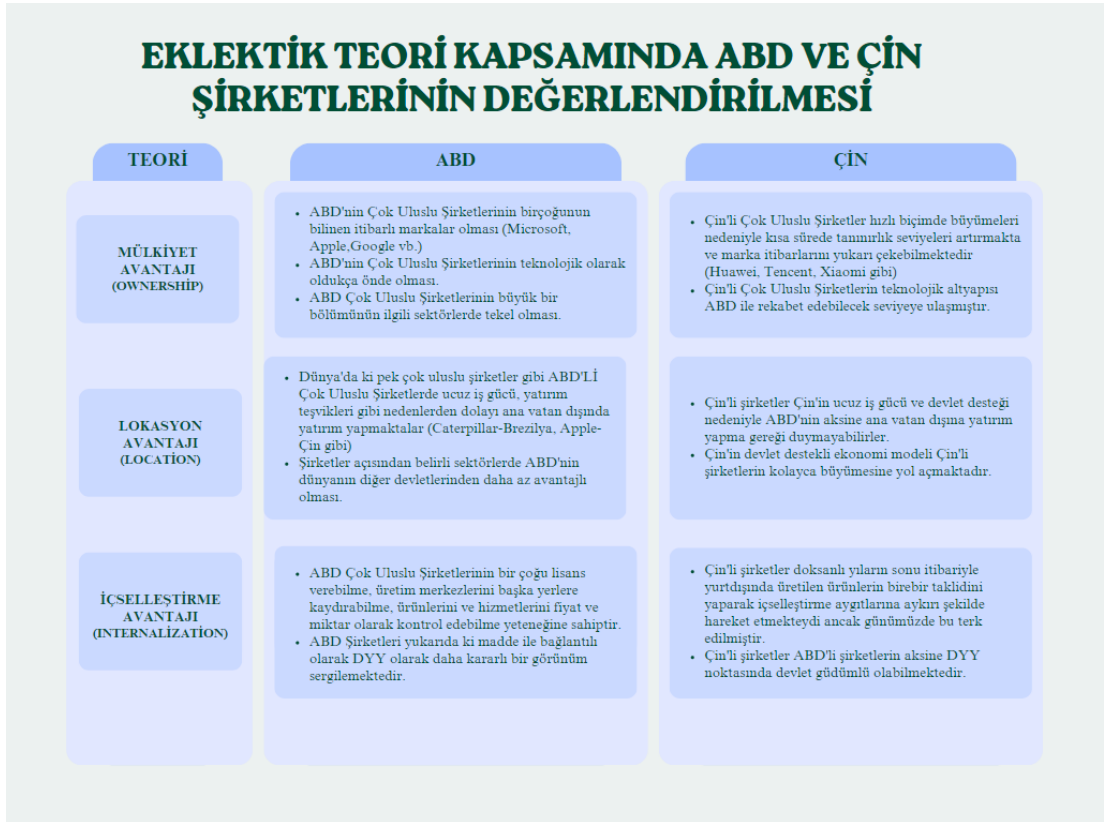 EKLEKTİK TEORİ KAPSAMINDA ABD VE ÇİN
ŞİRKETLERİNİN DEĞERLENDİRİLMESİ
TEORİ
ABD
ÇİN
MÜLKİYET
AVANTAJI
(OWNERSHİP)
• ABD'nin Çok Uluslu Şirketlerinin birçoğunun
bilinen itibarlı markalar olması (Microsoft,
Apple,Google vb.)
• ABD'nin Çok Uluslu Şirketlerinin teknolojik olarak
oldukça önde olması.
• ABD Çok Uluslu Şirketlerinin büyük bir
bölümünün ilgili sektörlerde tekel olması.
• Çin'li Çok Uluslu Şirketler hızlı biçimde büyümeleri
nedeniyle kısa sürede tanınırlık seviyeleri artırmakta
ve marka itibarlarını yukarı çekebilmektedir
(Huawei, Tencent, Xiaomi gibi)
• Çin'li Çok Uluslu Şirketlerin teknolojik altyapısı
ABD ile rekabet edebilecek seviyeye ulaşmıştır.
LOKASYON
AVANTAJI
(LOCATION)
• Dünya'da ki pek çok uluslu şirketler gibi ABD'Lİ
Çok Uluslu Şirketlerde ucuz iş gücü, yatırım
teşvikleri gibi nedenlerden dolayı ana vatan dışında
yatırım yapmaktalar (Caterpillar-Brezilya, Apple-
Çin gibi)
• Şirketler açısından belirli sektörlerde ABD'nin
dünyanın diğer devletlerinden daha az avantajlı
olması.
• Çin'li şirketler Çin'in ucuz iş gücü ve devlet desteği
nedeniyle ABD'nin aksine ana vatan dışına yatırım
yapma gereği duymayabilirler.
• Çin'in devlet destekli ekonomi modeli Çin'li
şirketlerin kolayca büyümesine yol açmaktadır.
İÇSELLEŞTİRME
AVANTAJI
(INTERNALIZATION)
• ABD Çok Uluslu Şirketlerinin bir çoğu lisans
verebilme, üretim merkezlerini başka yerlere
kaydırabilme, ürünlerini ve hizmetlerini fiyat ve
miktar olarak kontrol edebilme yeteneğine sahiptir.
• ABD Şirketleri yukarıda ki madde ile bağlantılı
olarak DYY olarak daha kararlı bir görünüm
sergilemektedir.
• Çin'li şirketler doksanlı yıların sonu itibariyle
yurtdışında üretilen ürünlerin birebir taklidini
yaparak içselleştirme aygıtlarına aykırı şekilde
hareket etmekteydi ancak günümüzde bu terk
edilmiştir.
• Çin'li şirketler ABD'li şirketlerin aksine DYY
noktasında devlet güdümlü olabilmektedir.